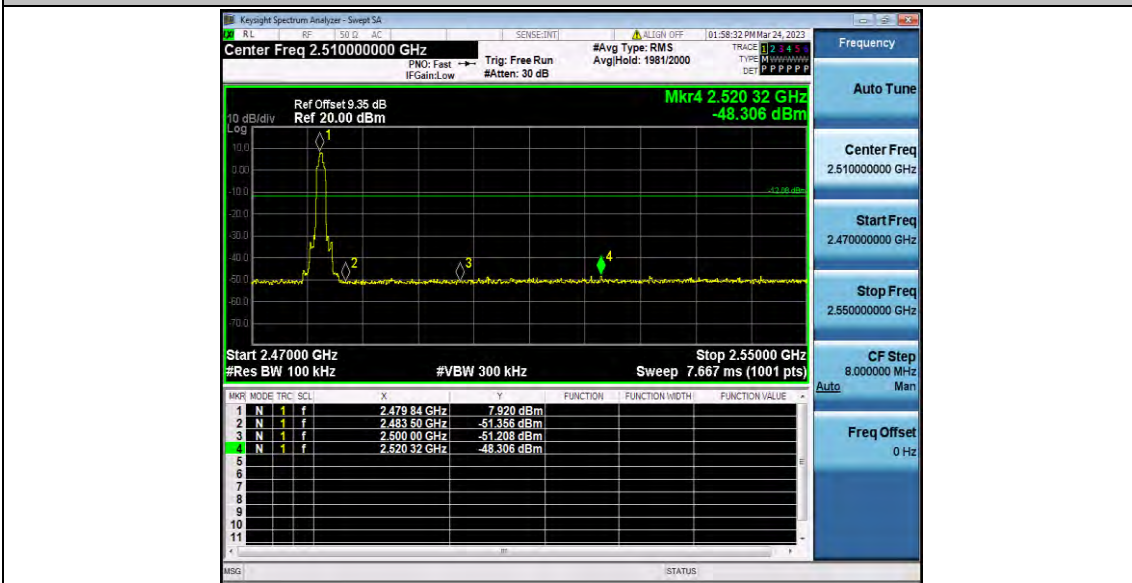 Keysight Spectrum Analyzer - Swept SA
RL RF 50 Ω AC SENSE:INT ALIGN OFF 01:58:32 PM Mar 24, 2023
Center Freq 2.510000000 GHz
PNO: Fast
IFGain:Low
Trig: Free Run
#Atten: 30 dB
#Avg Type: RMS
Avg|Hold: 1981/2000
TRACE 1 2 3 4 5 6
TYPE M W W W W W
DET P P P P P P
Mkr4 2.520 32 GHz
-48.306 dBm
Ref Offset 9.35 dB
10 dB/div Ref 20.00 dBm
Log
10.0
0.00
-10.0
-20.0
-30.0
-40.0
-50.0
-60.0
-70.0
-12.08 dBm
1
2
3
4
Start 2.47000 GHz Stop 2.55000 GHz
#Res BW 100 kHz #VBW 300 kHz Sweep 7.667 ms (1001 pts)
MKR MODE TRC SCL X Y FUNCTION FUNCTION WIDTH FUNCTION VALUE
1 N 1 f 2.479 84 GHz 7.920 dBm
2 N 1 f 2.483 50 GHz -51.356 dBm
3 N 1 f 2.500 00 GHz -51.208 dBm
4 N 1 f 2.520 32 GHz -48.306 dBm
5
6
7
8
9
10
11
MSG STATUS
Frequency
Auto Tune
Center Freq
2.510000000 GHz
Start Freq
2.470000000 GHz
Stop Freq
2.550000000 GHz
CF Step
8.000000 MHz
Auto Man
Freq Offset
0 Hz